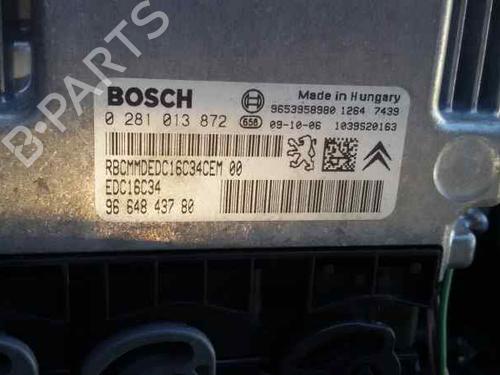 BOSCH
Made in Hungary
9653958980 1264 7439
0 281 013 872 658 09-10-06 1039S20163
RBCMMDEDC16C34CEM 00
EDC16C34
96 648 437 80
B-Parts